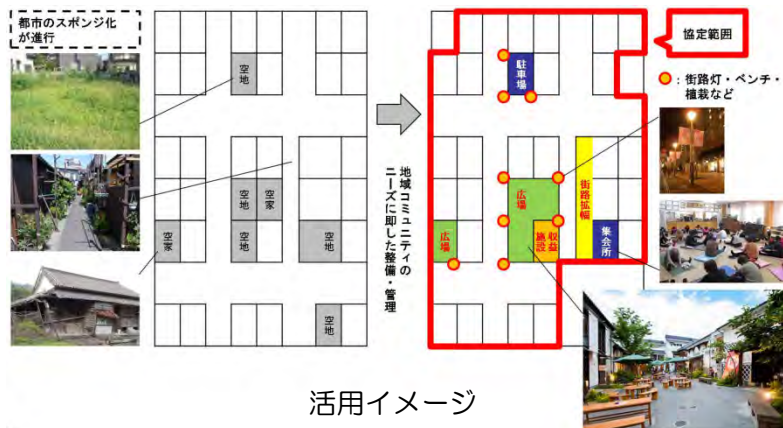 都市のスポンジ化
が進行
空地
空地
空家
空家
空地
空地
空地
地域コミュニティの
ニーズに即した整備・管理
協定範囲
：街路灯・ベンチ・
植栽など
駐車場
広場
街路拡幅
広場
収益
施設
集会所
活用イメージ